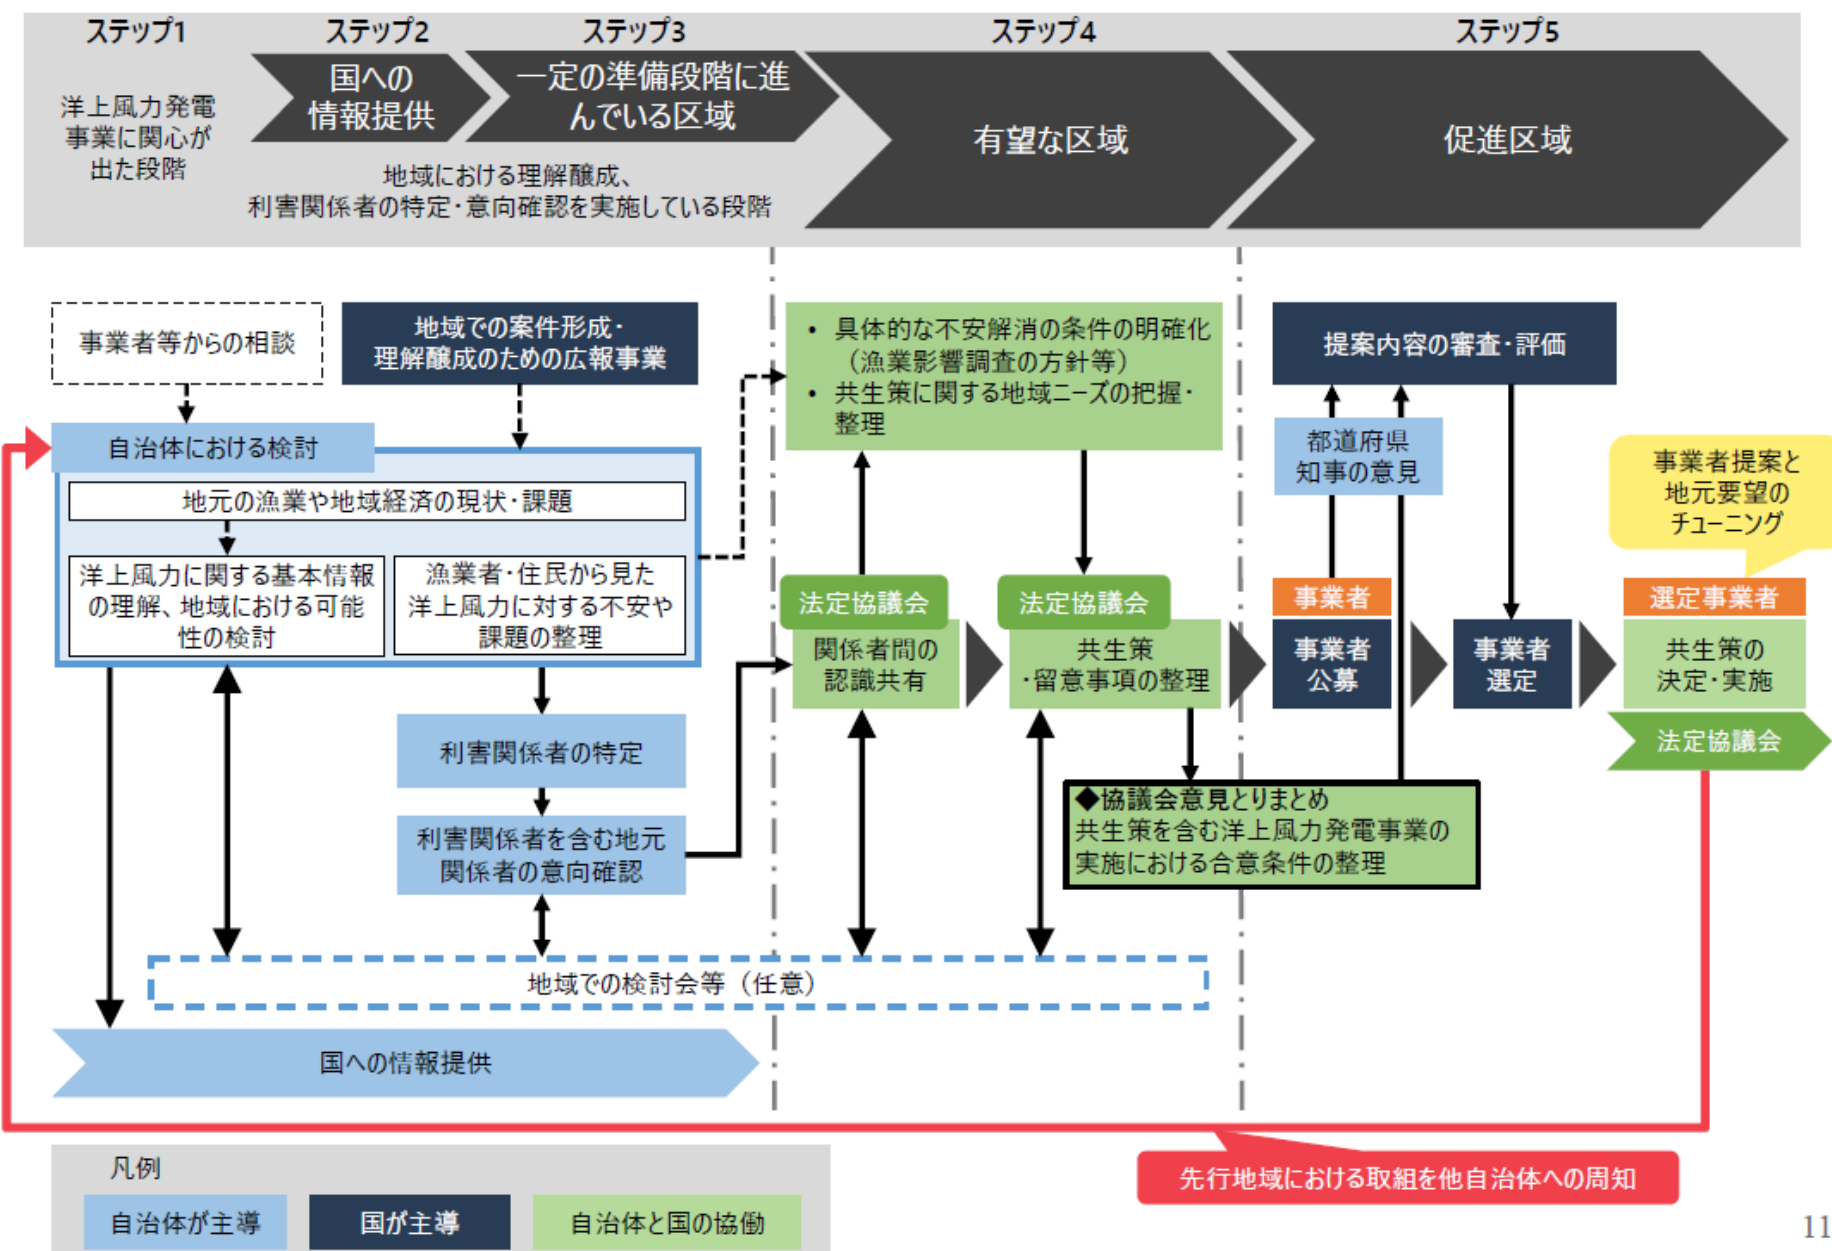 ステップ1
ステップ2
ステップ3
ステップ4
ステップ5
洋上風力発電
事業に関心が
出た段階
国への
情報提供
一定の準備段階に進
んでいる区域
有望な区域
促進区域
地域における理解醸成、
利害関係者の特定・意向確認を実施している段階
事業者等からの相談
地域での案件形成・
理解醸成のための広報事業
自治体における検討
地元の漁業や地域経済の現状・課題
洋上風力に関する基本情報
の理解、地域における可能
性の検討
漁業者・住民から見た
洋上風力に対する不安や
課題の整理
利害関係者の特定
利害関係者を含む地元
関係者の意向確認
• 具体的な不安解消の条件の明確化
（漁業影響調査の方針等）
• 共生策に関する地域ニーズの把握・
整理
法定協議会
関係者間の
認識共有
法定協議会
共生策
・留意事項の整理
◆協議会意見とりまとめ
共生策を含む洋上風力発電事業の
実施における合意条件の整理
提案内容の審査・評価
都道府県
知事の意見
事業者
事業者
公募
事業者
選定
事業者提案と
地元要望の
チューニング
選定事業者
共生策の
決定・実施
法定協議会
地域での検討会等（任意）
国への情報提供
先行地域における取組を他自治体への周知
凡例
自治体が主導
国が主導
自治体と国の協働
11